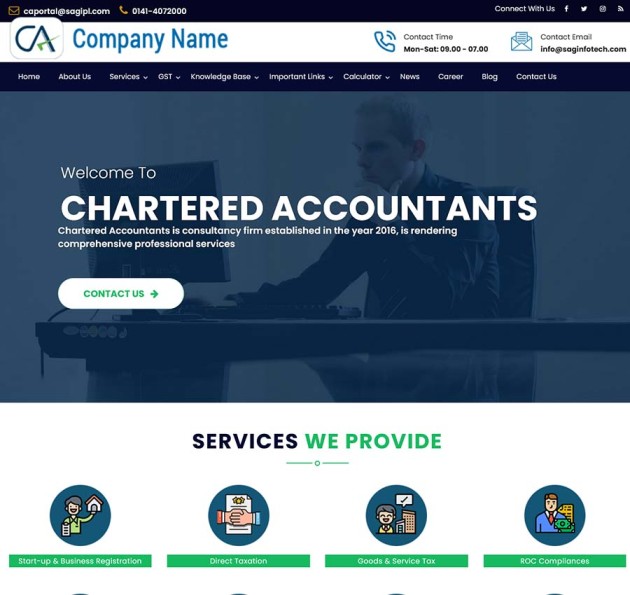 caportal@sagipl.com 0141-4072000 Connect With Us
CA Company Name
Contact Time
Mon-Sat: 09.00 - 07.00
Contact Email
info@saginfotech.com
Home About Us Services GST Knowledge Base Important Links Calculator News Career Blog Contact Us
Welcome To
CHARTERED ACCOUNTANTS
Chartered Accountants is consultancy firm established in the year 2016, is rendering
comprehensive professional services
CONTACT US
SERVICES WE PROVIDE
Start-up & Business Registration
Direct Taxation
Goods & Service Tax
ROC Compliances